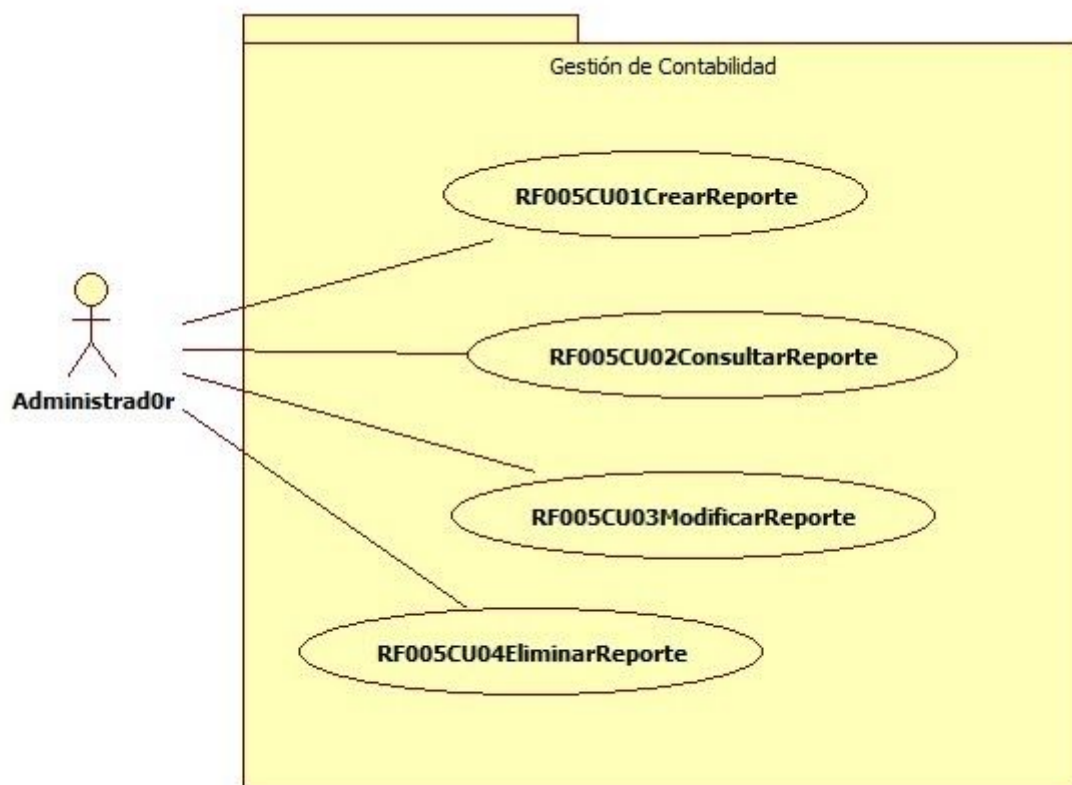 Gestión de Contabilidad
RF005CU01CrearReporte
RF005CU02ConsultarReporte
Administrad0r
RF005CU03ModificarReporte
RF005CU04EliminarReporte